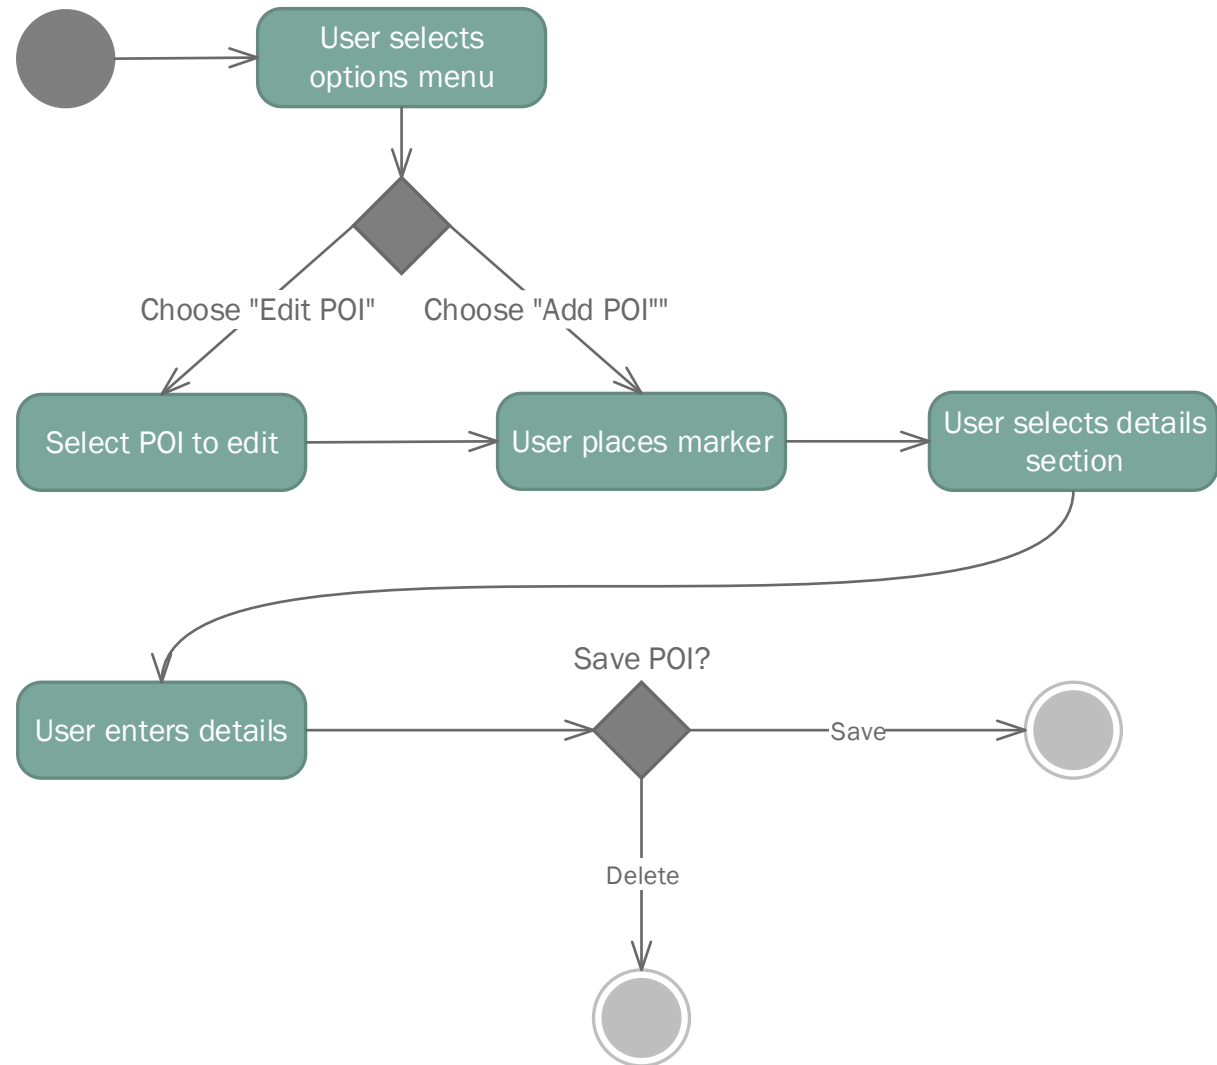 User selects
options menu
Choose "Edit POI"
Choose "Add POI""
Select POI to edit
User places marker
User selects details
section
Save POI?
User enters details
Save
Delete